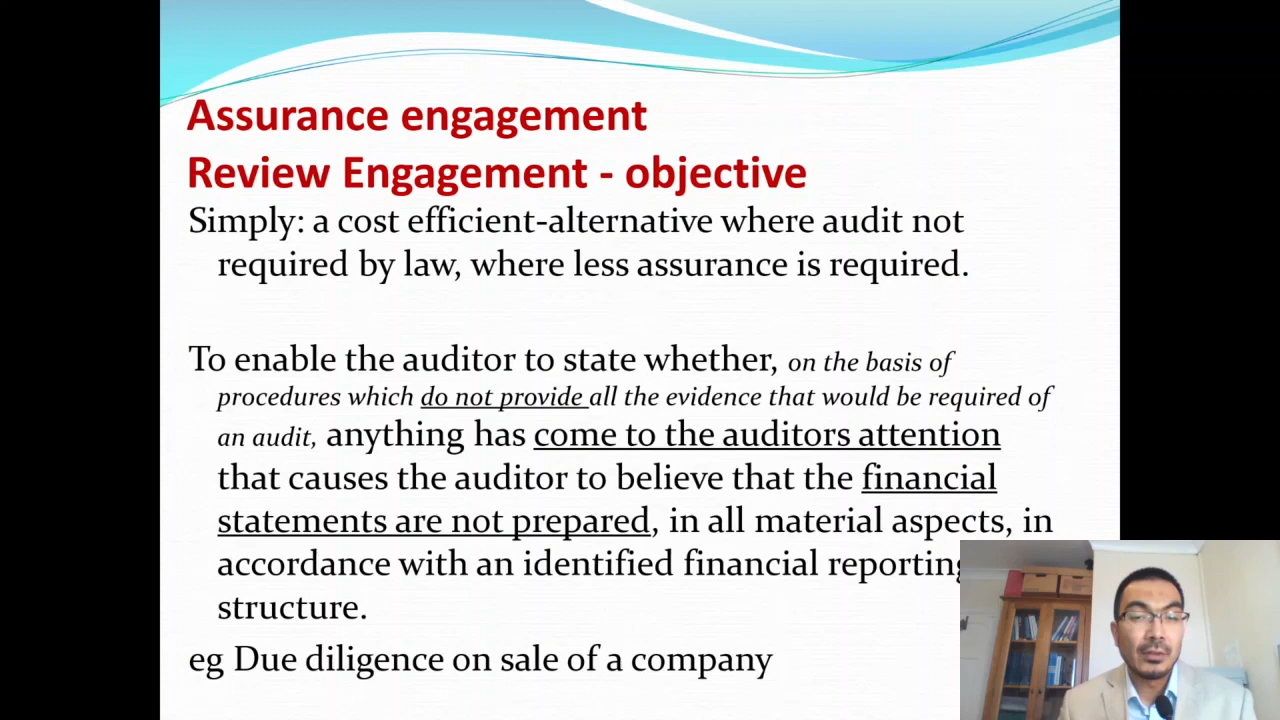 Assurance engagement
Review Engagement - objective
Simply: a cost efficient-alternative where audit not
required by law, where less assurance is required.
To enable the auditor to state whether, on the basis of
procedures which do not provide all the evidence that would be required of
an audit, anything has come to the auditors attention
that causes the auditor to believe that the financial
statements are not prepared, in all material aspects, in
accordance with an identified financial reporting
structure.
eg Due diligence on sale of a company